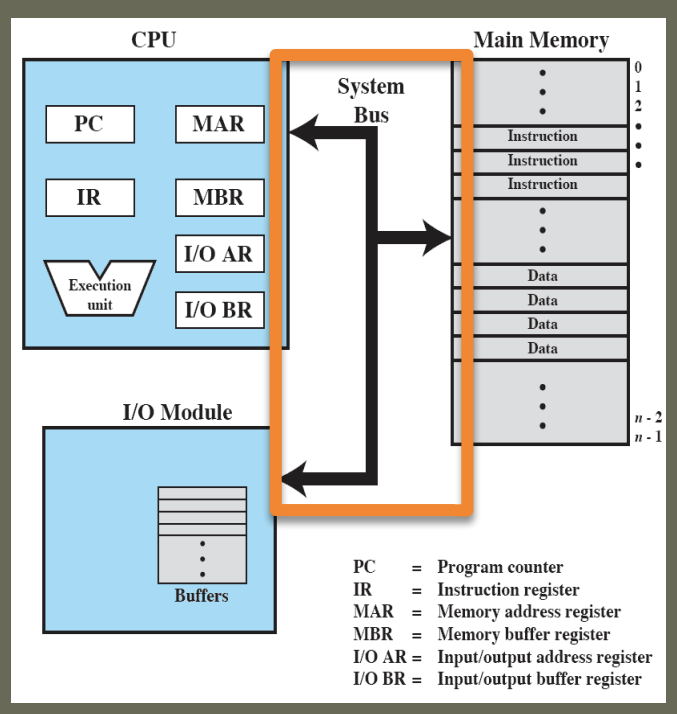 CPU
PC
MAR
IR
MBR
I/O AR
Execution
unit
I/O BR
System
Bus
Main Memory
0
1
2
Instruction
Instruction
Instruction
Data
Data
Data
Data
n - 2
n - 1
I/O Module
Buffers
PC = Program counter
IR = Instruction register
MAR = Memory address register
MBR = Memory buffer register
I/O AR = Input/output address register
I/O BR = Input/output buffer register